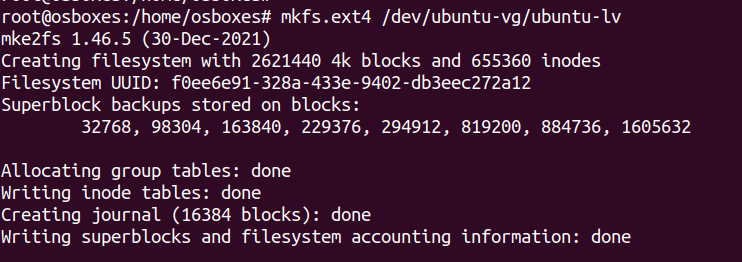 root@osboxes:/home/osboxes# mkfs.ext4 /dev/ubuntu-vg/ubuntu-lv
mke2fs 1.46.5 (30-Dec-2021)
Creating filesystem with 2621440 4k blocks and 655360 inodes
Filesystem UUID: f0ee6e91-328a-433e-9402-db3eec272a12
Superblock backups stored on blocks:
        32768, 98304, 163840, 229376, 294912, 819200, 884736, 1605632

Allocating group tables: done
Writing inode tables: done
Creating journal (16384 blocks): done
Writing superblocks and filesystem accounting information: done